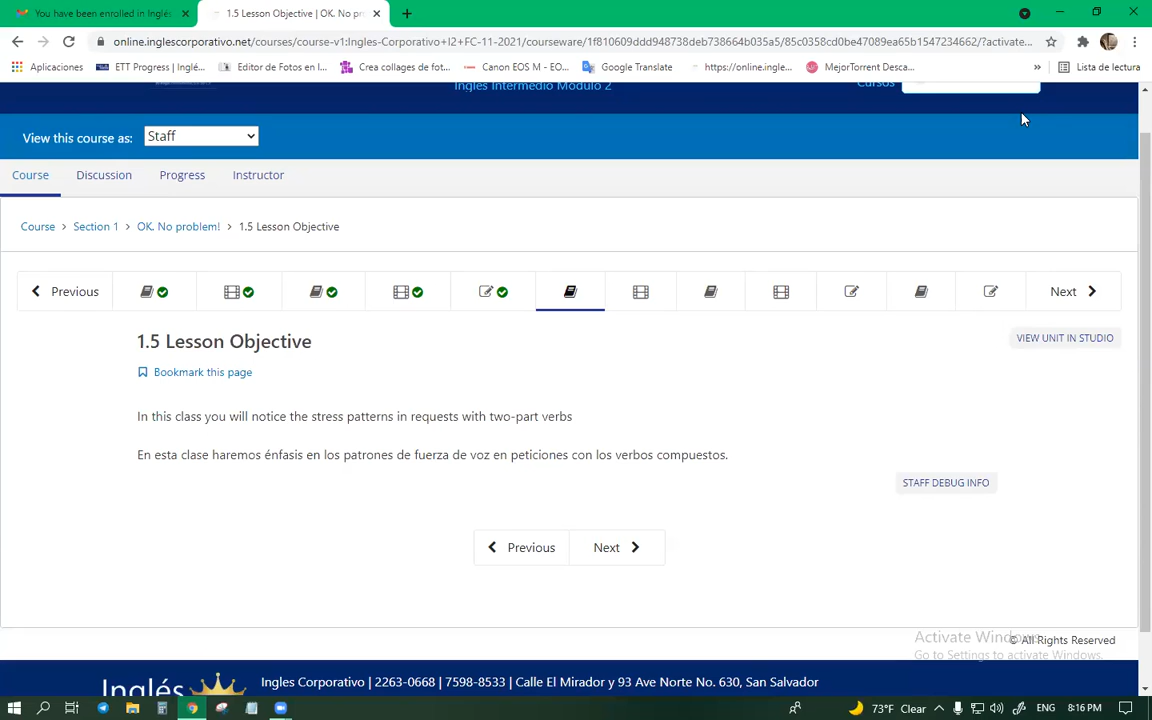 You have been enrolled in Inglés
1.5 Lesson Objective | OK. No pr
online.inglescorporativo.net/courses/course-v1:Ingles-Corporativo+I2+FC-11-2021/courseware/1f810609ddd948738deb738664b035a5/85c0358cd0be47089ea65b1547234662/?activate...
Aplicaciones
ETT Progress | Inglé...
Editor de Fotos en l...
Crea collages de fot...
Canon EOS M - EO...
Google Translate
https://online.ingle...
MejorTorrent Desca...
»
Lista de lectura
Inglés Intermedio Modulo 2
Cursos
View this course as:
Staff
Course
Discussion
Progress
Instructor
Course > Section 1 > OK. No problem! > 1.5 Lesson Objective
Previous
Next
1.5 Lesson Objective
VIEW UNIT IN STUDIO
Bookmark this page
In this class you will notice the stress patterns in requests with two-part verbs
En esta clase haremos énfasis en los patrones de fuerza de voz en peticiones con los verbos compuestos.
STAFF DEBUG INFO
Previous
Next
Activate Windows
© All Rights Reserved
Go to Settings to activate Windows.
Inglés
Ingles Corporativo | 2263-0668 | 7598-8533 | Calle El Mirador y 93 Ave Norte No. 630, San Salvador
73°F Clear
ENG
8:16 PM